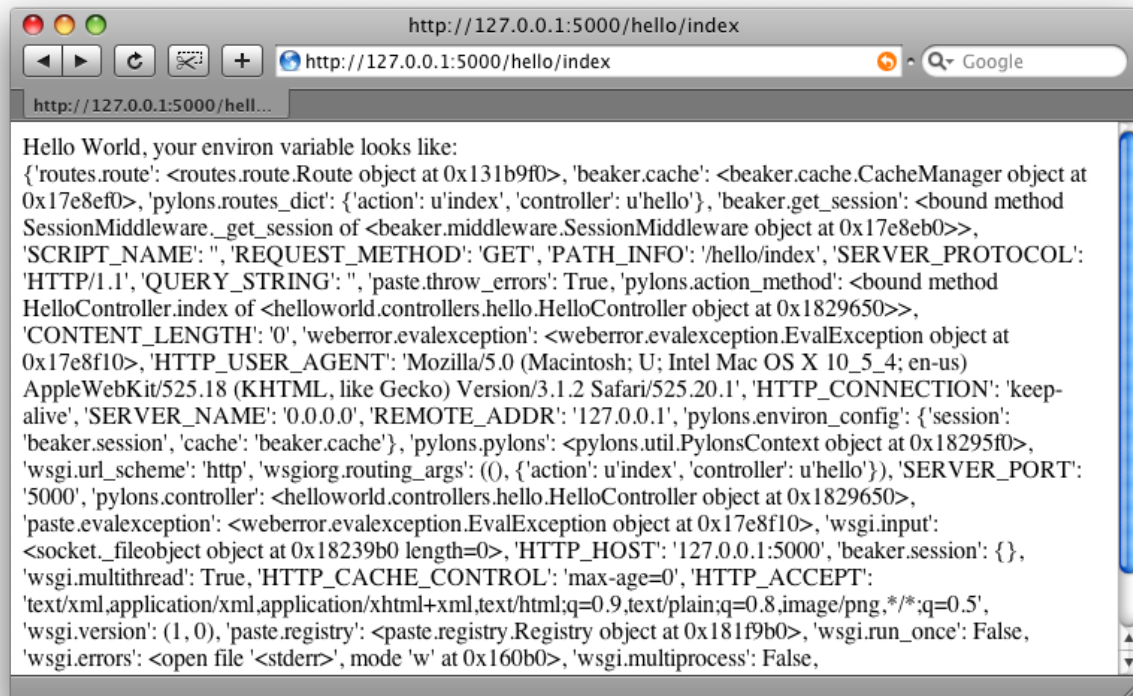 http://127.0.0.1:5000/hello/index
http://127.0.0.1:5000/hello/index
Google
http://127.0.0.1:5000/hell...
Hello World, your environ variable looks like:
{'routes.route': <routes.route.Route object at 0x131b9f0>, 'beaker.cache': <beaker.cache.CacheManager object at
0x17e8ef0>, 'pylons.routes_dict': {'action': u'index', 'controller': u'hello'}, 'beaker.get_session': <bound method
SessionMiddleware._get_session of <beaker.middleware.SessionMiddleware object at 0x17e8eb0>>,
'SCRIPT_NAME': '', 'REQUEST_METHOD': 'GET', 'PATH_INFO': '/hello/index', 'SERVER_PROTOCOL':
'HTTP/1.1', 'QUERY_STRING': '', 'paste.throw_errors': True, 'pylons.action_method': <bound method
HelloController.index of <helloworld.controllers.hello.HelloController object at 0x1829650>>,
'CONTENT_LENGTH': '0', 'weberror.evalexception': <weberror.evalexception.EvalException object at
0x17e8f10>, 'HTTP_USER_AGENT': 'Mozilla/5.0 (Macintosh; U; Intel Mac OS X 10_5_4; en-us)
AppleWebKit/525.18 (KHTML, like Gecko) Version/3.1.2 Safari/525.20.1', 'HTTP_CONNECTION': 'keep-
alive', 'SERVER_NAME': '0.0.0.0', 'REMOTE_ADDR': '127.0.0.1', 'pylons.environ_config': {'session':
'beaker.session', 'cache': 'beaker.cache'}, 'pylons.pylons': <pylons.util.PylonsContext object at 0x18295f0>,
'wsgi.url_scheme': 'http', 'wsgiorg.routing_args': ((), {'action': u'index', 'controller': u'hello'}), 'SERVER_PORT':
'5000', 'pylons.controller': <helloworld.controllers.hello.HelloController object at 0x1829650>,
'paste.evalexception': <weberror.evalexception.EvalException object at 0x17e8f10>, 'wsgi.input':
<socket._fileobject object at 0x18239b0 length=0>, 'HTTP_HOST': '127.0.0.1:5000', 'beaker.session': {},
'wsgi.multithread': True, 'HTTP_CACHE_CONTROL': 'max-age=0', 'HTTP_ACCEPT':
'text/xml,application/xml,application/xhtml+xml,text/html;q=0.9,text/plain;q=0.8,image/png,*/*;q=0.5',
'wsgi.version': (1, 0), 'paste.registry': <paste.registry.Registry object at 0x181f9b0>, 'wsgi.run_once': False,
'wsgi.errors': <open file '<stderr>', mode 'w' at 0x160b0>, 'wsgi.multiprocess': False,